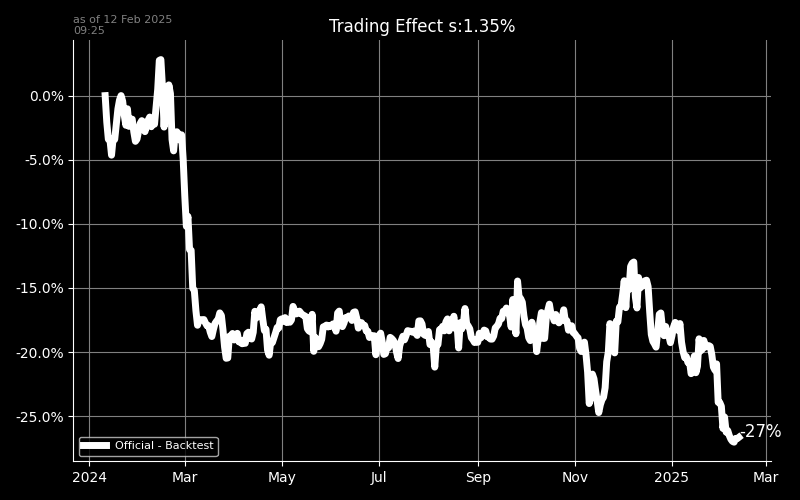 as of 12 Feb 2025
09:25
Trading Effect s:1.35%
0.0%
-5.0%
-10.0%
-15.0%
-20.0%
-25.0%
-27%
Official - Backtest
2024 Mar May Jul Sep Nov 2025 Mar